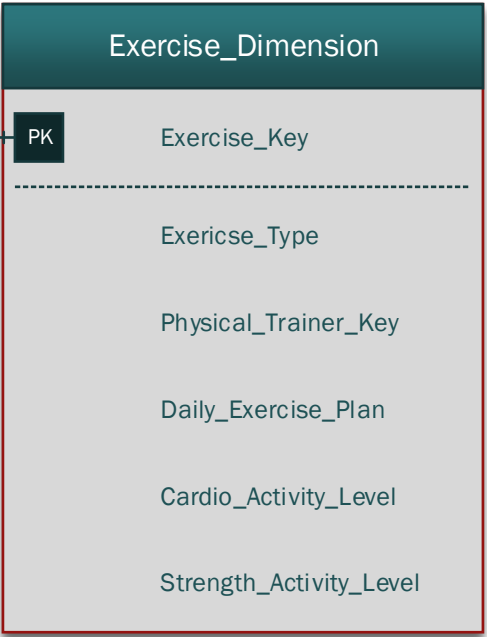 Exercise_Dimension
PK Exercise_Key
Exericse_Type
Physical_Trainer_Key
Daily_Exercise_Plan
Cardio_Activity_Level
Strength_Activity_Level